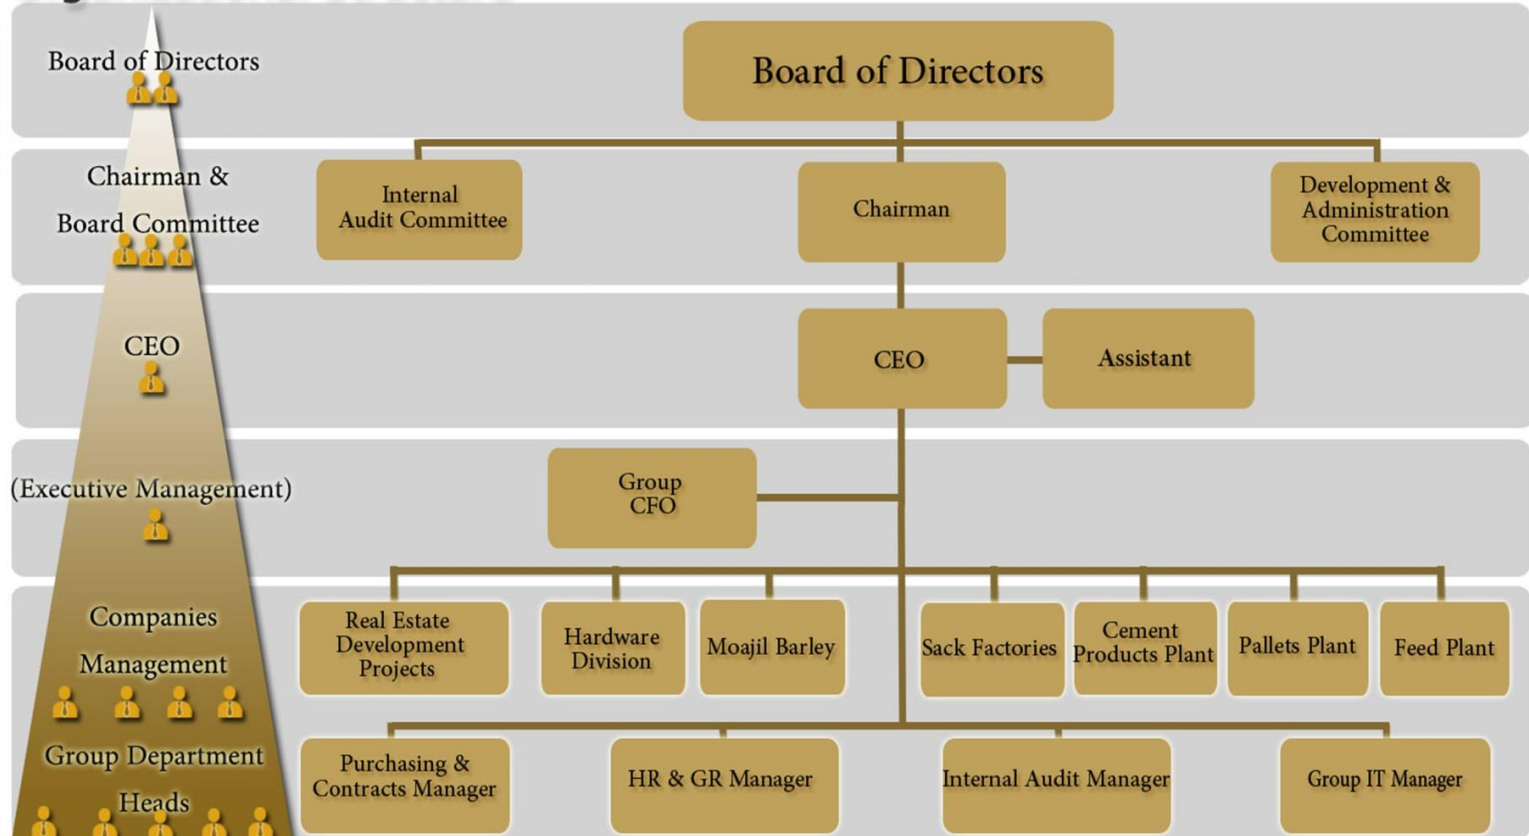 Board of Directors
Board of Directors
Chairman &
Board Committee
Internal
Audit Committee
Chairman
Development &
Administration
Committee
CEO
CEO
Assistant
(Executive Management)
Group
CFO
Companies
Management
Real Estate
Development
Projects
Hardware
Division
Moajil Barley
Sack Factories
Cement
Products Plant
Pallets Plant
Feed Plant
Group Department
Heads
Purchasing &
Contracts Manager
HR & GR Manager
Internal Audit Manager
Group IT Manager